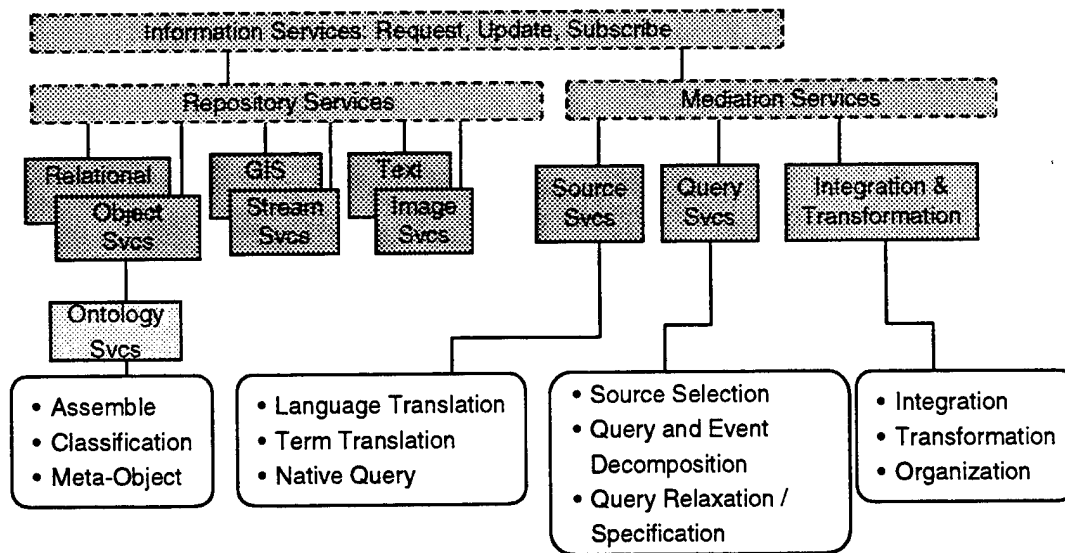 Information Services: Request, Update, Subscribe
Repository Services
Mediation Services
Relational
Object
Svcs
GIS
Stream
Svcs
Text
Image
Svcs
Source
Svcs
Query
Svcs
Integration &
Transformation
Ontology
Svcs
• Assemble
• Classification
• Meta-Object
• Language Translation
• Term Translation
• Native Query
• Source Selection
• Query and Event
Decomposition
• Query Relaxation /
Specification
• Integration
• Transformation
• Organization